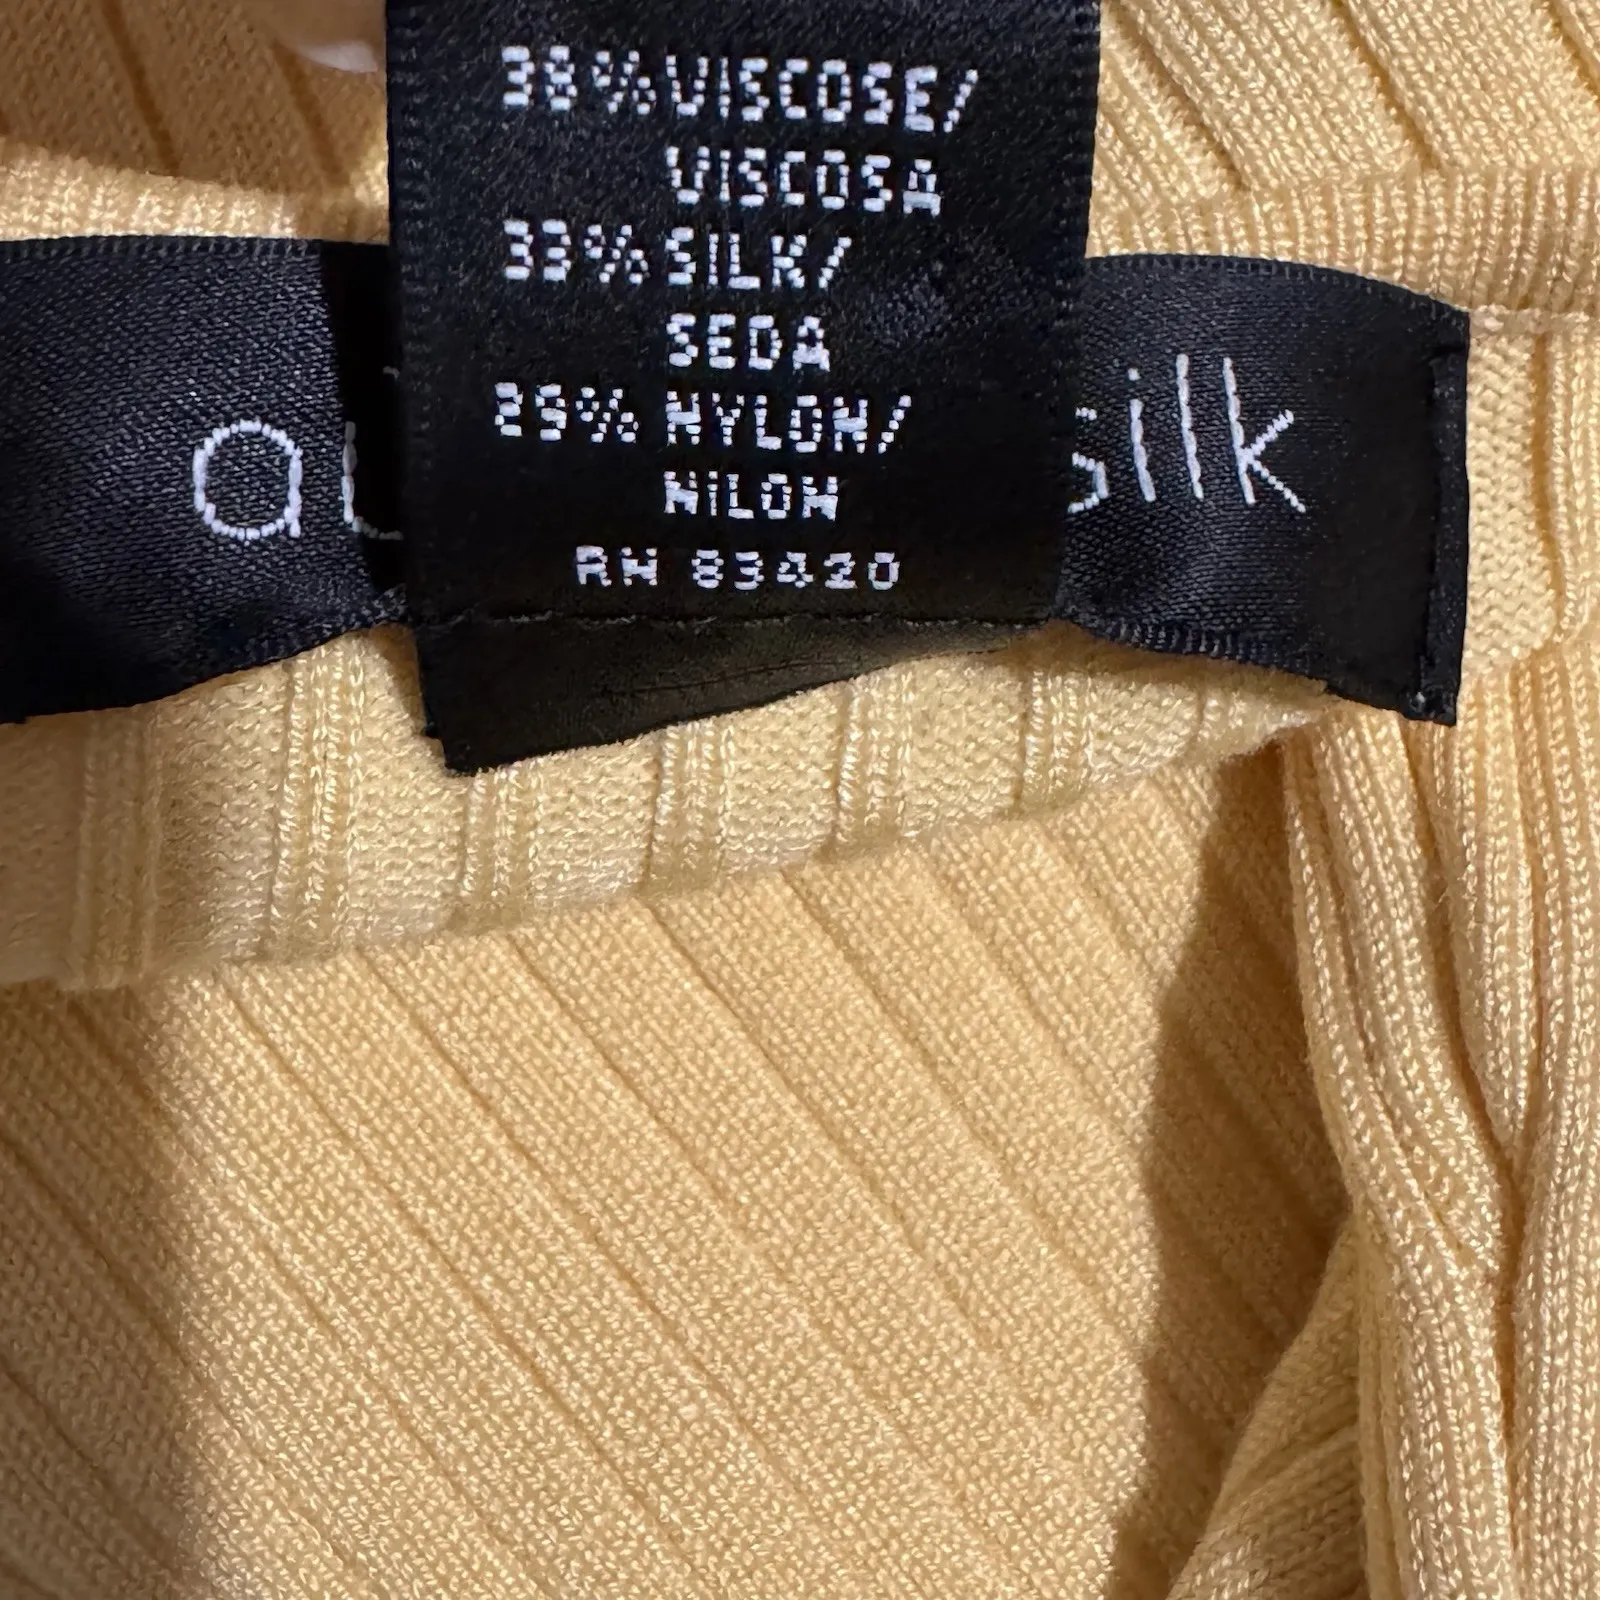 38% VISCOSE/
VISCOSA
33% SILK/
SEDA
29% NYLON/
NILON
RN 83420
silk